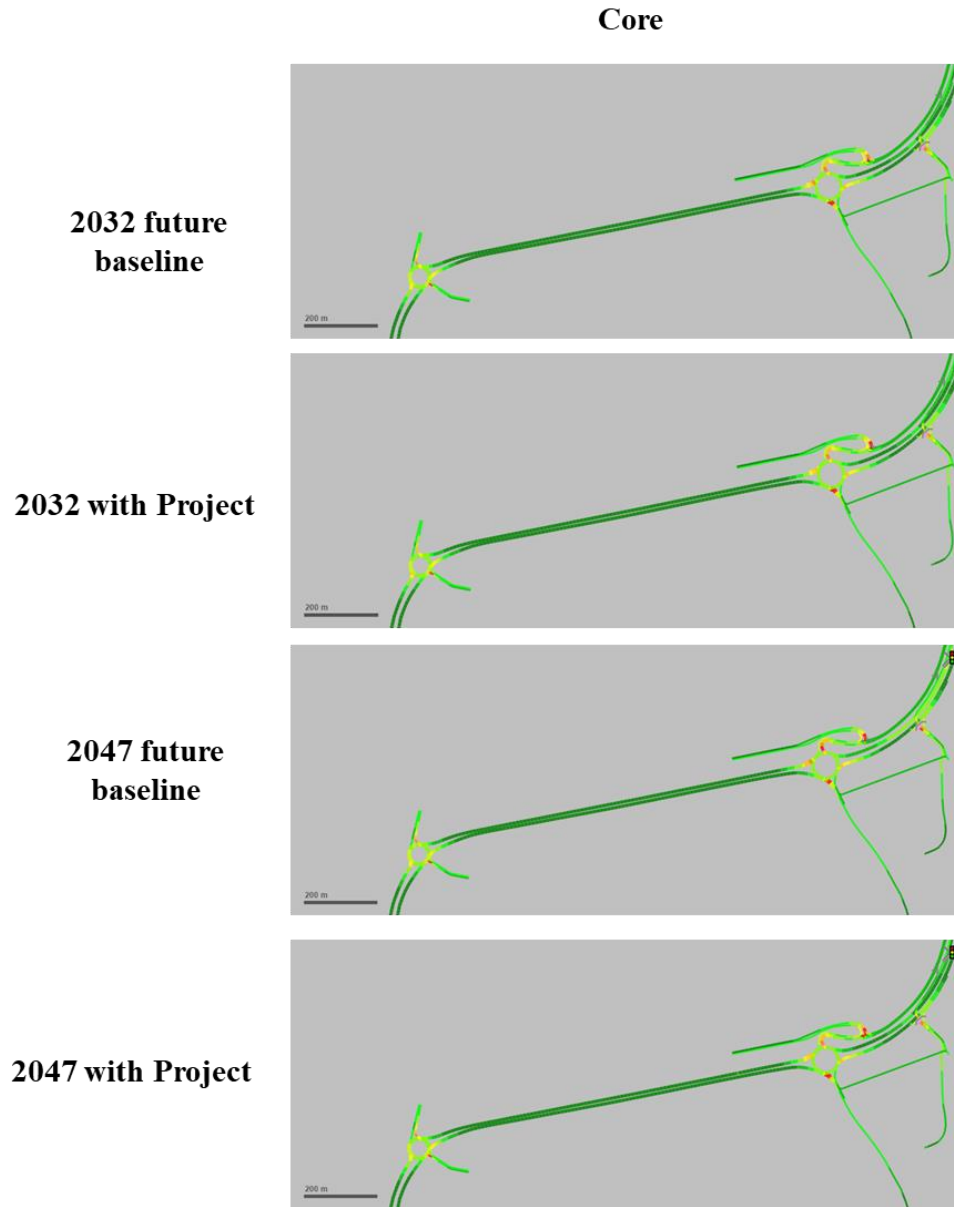 Core
2032 future
baseline
200 m
2032 with Project
200 m
2047 future
baseline
200 m
2047 with Project
200 m